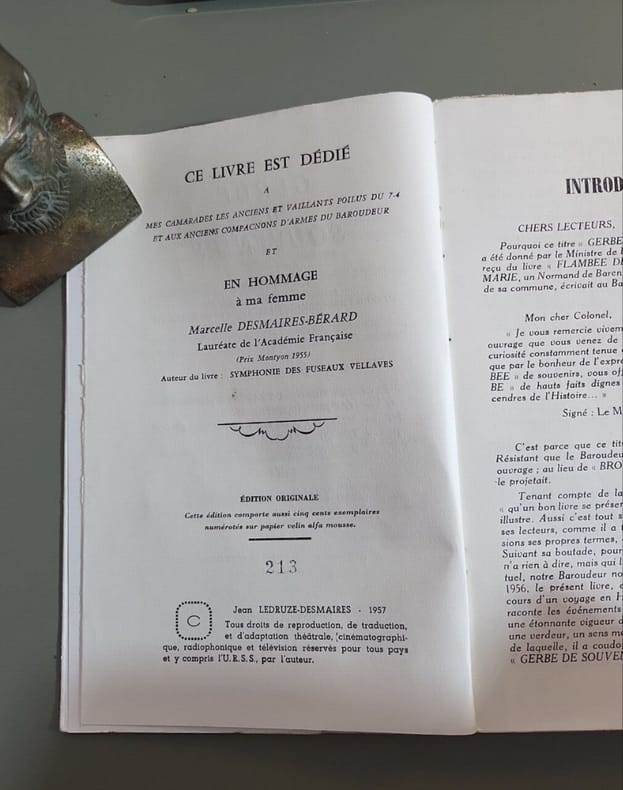 CE LIVRE EST DÉDIÉ
A
MES CAMARADES LES ANCIENS ET VAILLANTS POILUS DU 7-4
ET AUX ANCIENS COMPAGNONS D'ARMES DU BAROUDEUR
ET
EN HOMMAGE
à ma femme
Marcelle DESMAIRES-BÉRARD
Lauréate de l'Académie Française
(Prix Montyon 1955)
Auteur du livre : SYMPHONIE DES FUSEAUX VELLAVES
ÉDITION ORIGINALE
Cette édition comporte aussi cinq cents exemplaires
numérotés sur papier velin alfa mousse.
213
C
Jean LEDRUZE-DESMAIRES - 1957
Tous droits de reproduction, de traduction,
et d'adaptation théâtrale, cinématographi-
que, radiophonique et télévision réservés pour tous pays
et y compris l'U.R.S.S., par l'auteur.
INTROD
CHERS LECTEURS,
Pourquoi ce titre « GERBE
a été donné par le Ministre de
reçu du livre « FLAMBEE DE
MARIE, un Normand de Baren
de sa commune, écrivait au Ba
Mon cher Colonel,
« Je vous remercie vivem
ouvrage que vous venez de
curiosité constamment tenue
que par le bonheur de l'expre
BEE » de souvenirs, vous off
BE » de hauts faits dignes
cendres de l'Histoire... »
Signé : Le M
C'est parce que ce tit
Résistant que le Baroudeu
ouvrage ; au lieu de « BRO
le projetait.
Tenant compte de la
« qu'un bon livre se présen
illustre. Aussi c'est tout s
ses lecteurs, comme il a t
sions ses propres termes,
Suivant sa boutade, pour
n'a rien à dire, mais qui l
tuel, notre Baroudeur no
1956, le présent livre, é
cours d'un voyage en H
raconte les événements
une étonnante vigueur d
une verdeur, un sens m
de laquelle, il a coudo
« GERBE DE SOUVEN